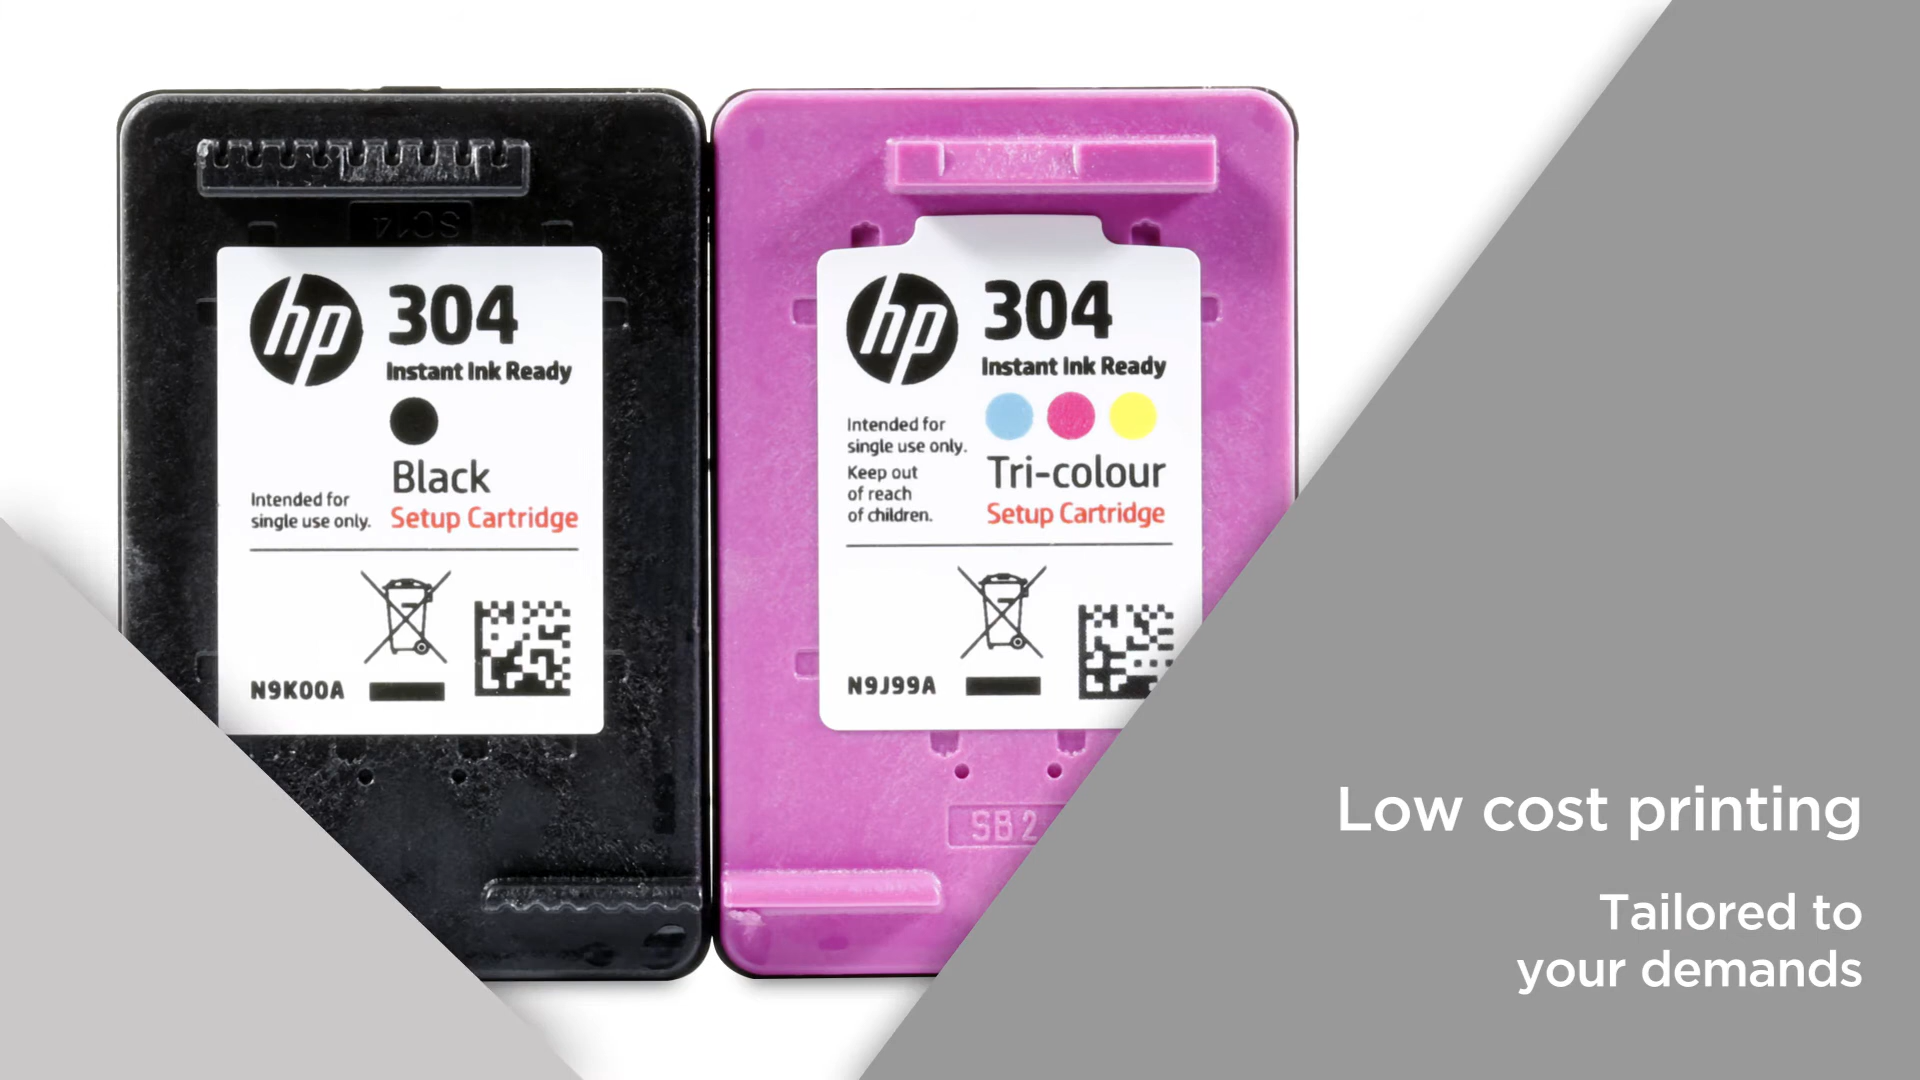 SC14
hp
304
Instant Ink Ready
Black
Intended for
single use only.
Setup Cartridge
N9K00A
hp
304
Instant Ink Ready
Intended for
single use only.
Keep out
of reach
of children.
Tri-colour
Setup Cartridge
N9J99A
SB2
Low cost printing
Tailored to
your demands